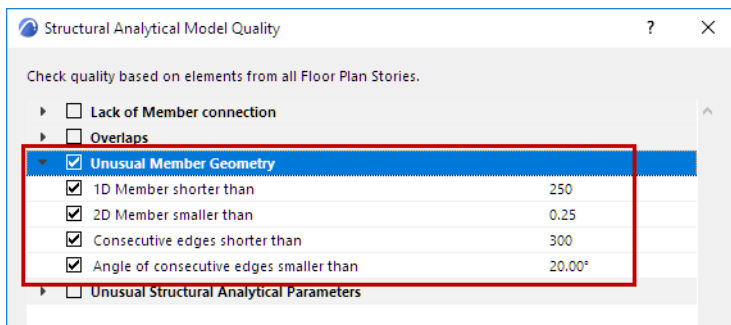 Structural Analytical Model Quality ?
Check quality based on elements from all Floor Plan Stories.
Lack of Member connection
Overlaps
Unusual Member Geometry
1D Member shorter than 250
2D Member smaller than 0.25
Consecutive edges shorter than 300
Angle of consecutive edges smaller than 20.00°
Unusual Structural Analytical Parameters